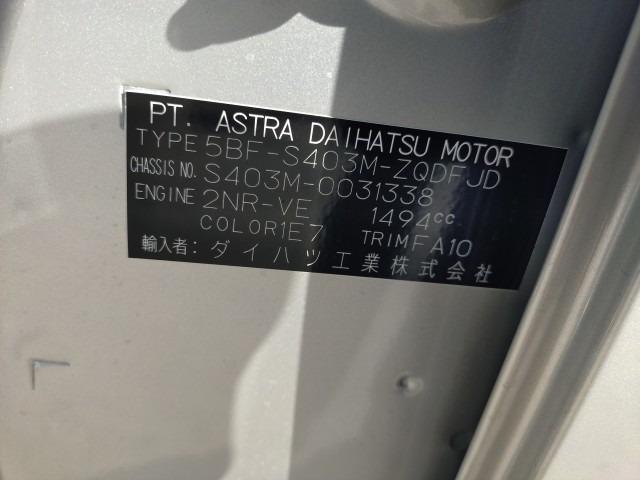 PT. ASTRA DAIHATSU MOTOR
TYPE 5BF-S403M-ZQDFJD
CHASSIS NO. S403M-0031338
ENGINE 2NR-VE 1494cc
COLOR 1E7 TRIM FA10
輸入者: ダイハツ工業株式会社